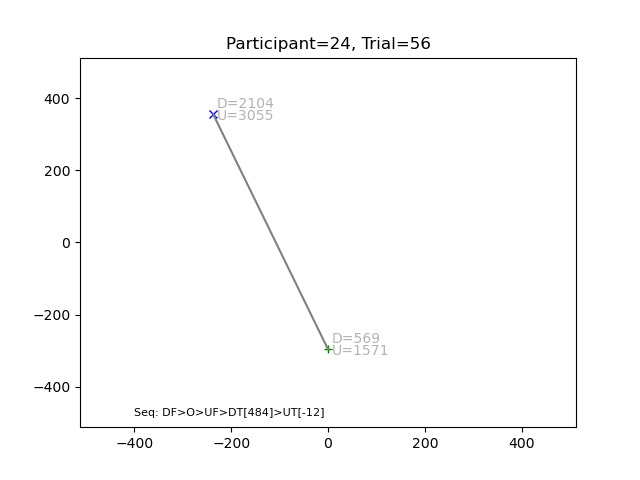 Participant=24, Trial=56
D=2104
U=3055
D=569
U=1571
Seq: DF>O>UF>DT[484]>UT[-12]
400
200
0
−200
−400
−400
−200
0
200
400